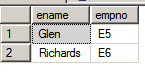 ename empno
1 Glen E5
2 Richards E6